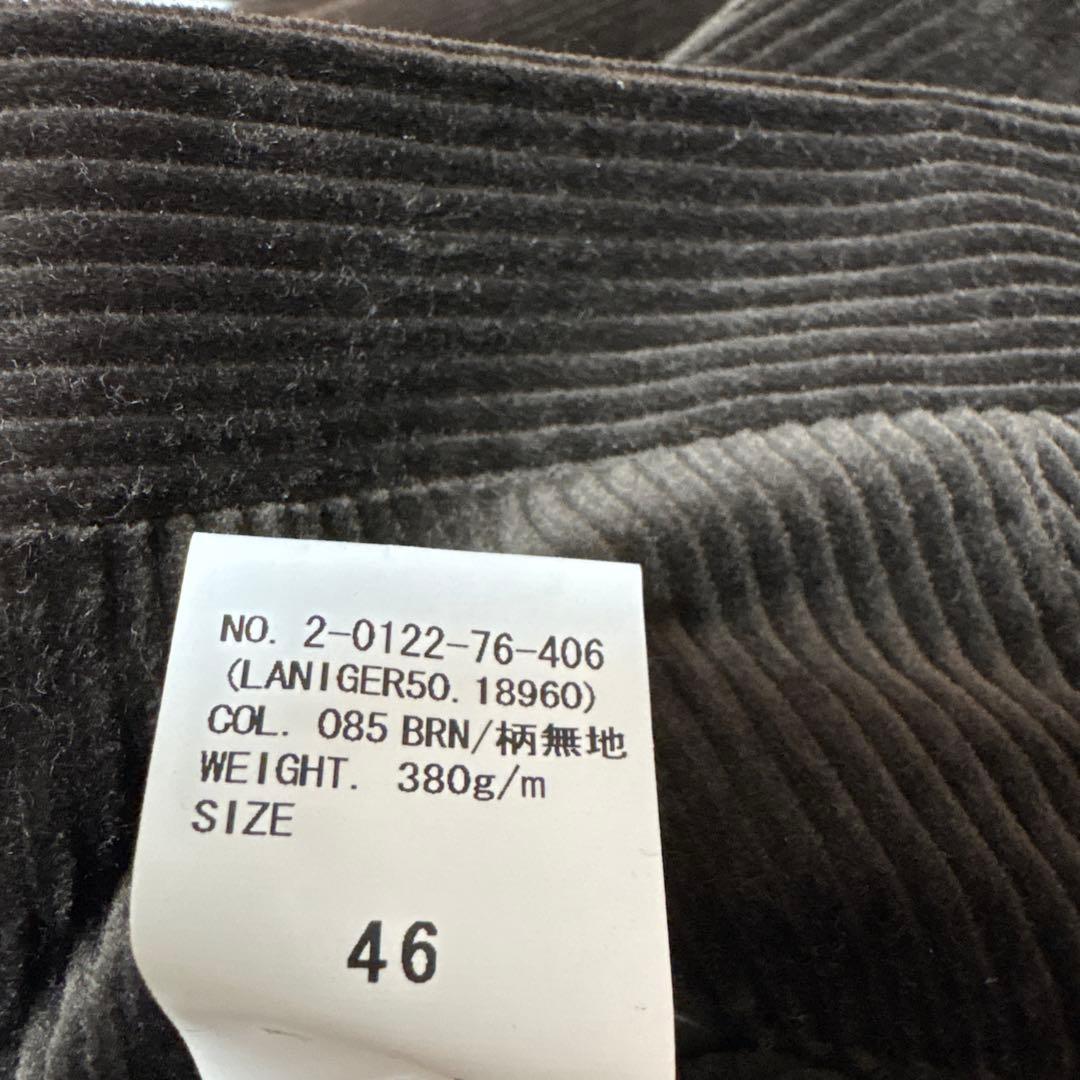 NO. 2-0122-76-406
(LANIGER50. 18960)
COL. 085 BRN/柄無地
WEIGHT. 380g/m
SIZE
46